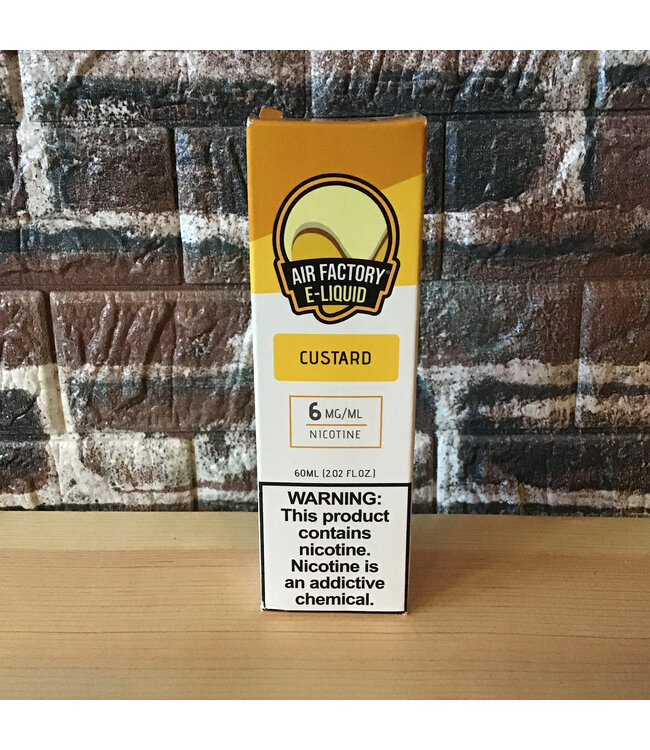 AIR FACTORY
E-LIQUID
CUSTARD
6 MG/ML
NICOTINE
60ML (2.02 FL.OZ.)
WARNING:
This product
contains
nicotine.
Nicotine is
an addictive
chemical.